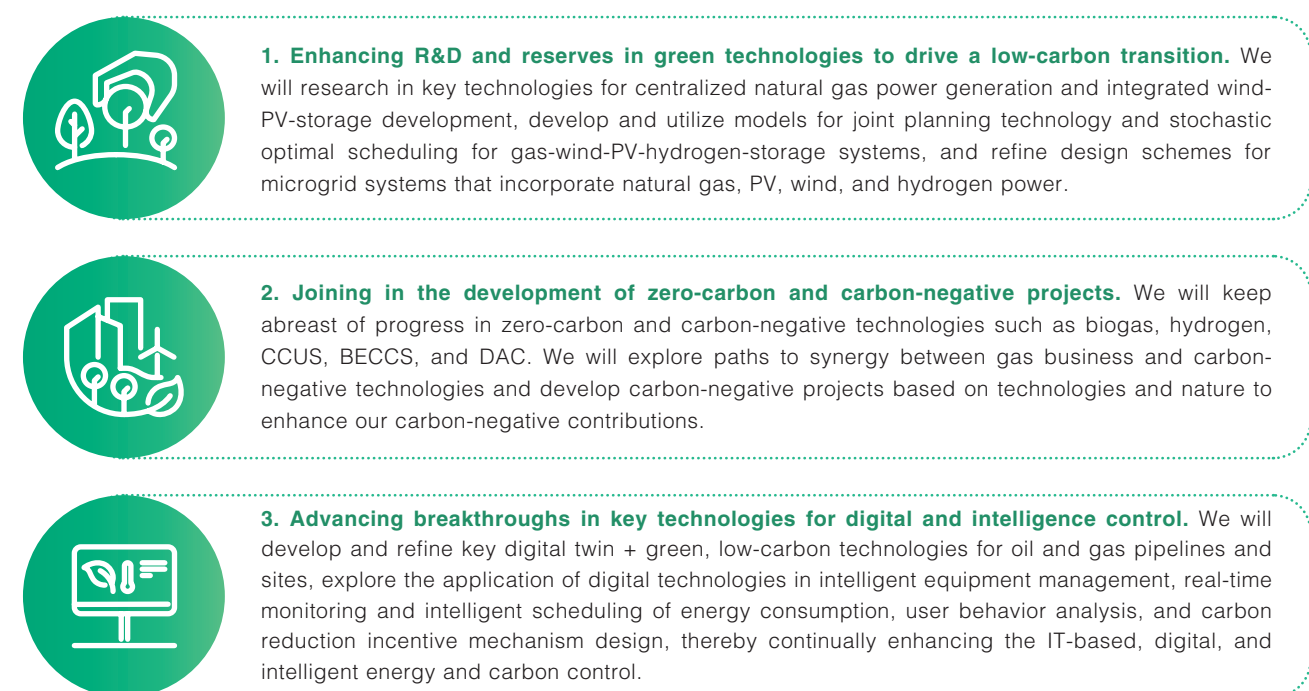 1. Enhancing R&D and reserves in green technologies to drive a low-carbon transition. We
will research in key technologies for centralized natural gas power generation and integrated wind-
PV-storage development, develop and utilize models for joint planning technology and stochastic
optimal scheduling for gas-wind-PV-hydrogen-storage systems, and refine design schemes for
microgrid systems that incorporate natural gas, PV, wind, and hydrogen power.
2. Joining in the development of zero-carbon and carbon-negative projects. We will keep
abreast of progress in zero-carbon and carbon-negative technologies such as biogas, hydrogen,
CCUS, BECCS, and DAC. We will explore paths to synergy between gas business and carbon-
negative technologies and develop carbon-negative projects based on technologies and nature to
enhance our carbon-negative contributions.
3. Advancing breakthroughs in key technologies for digital and intelligence control. We will
develop and refine key digital twin + green, low-carbon technologies for oil and gas pipelines and
sites, explore the application of digital technologies in intelligent equipment management, real-time
monitoring and intelligent scheduling of energy consumption, user behavior analysis, and carbon
reduction incentive mechanism design, thereby continually enhancing the IT-based, digital, and
intelligent energy and carbon control.